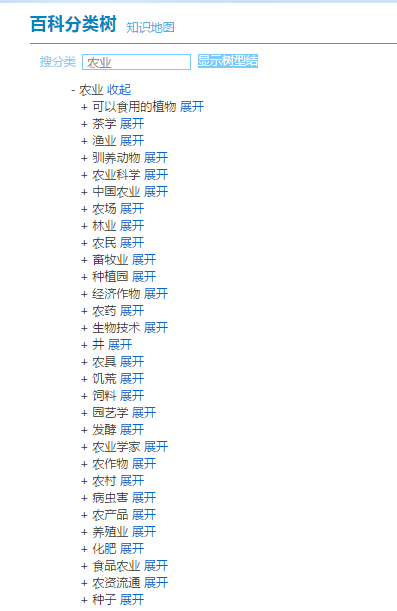 百科分类树 知识地图
搜分类 农业 显示树型结
- 农业 收起
+ 可以食用的植物 展开
+ 茶学 展开
+ 渔业 展开
+ 驯养动物 展开
+ 农业科学 展开
+ 中国农业 展开
+ 农场 展开
+ 林业 展开
+ 农民 展开
+ 畜牧业 展开
+ 种植园 展开
+ 经济作物 展开
+ 农药 展开
+ 生物技术 展开
+ 井 展开
+ 农具 展开
+ 饥荒 展开
+ 饲料 展开
+ 园艺学 展开
+ 发酵 展开
+ 农业学家 展开
+ 农作物 展开
+ 农村 展开
+ 病虫害 展开
+ 农产品 展开
+ 养殖业 展开
+ 化肥 展开
+ 食品农业 展开
+ 农资流通 展开
+ 种子 展开